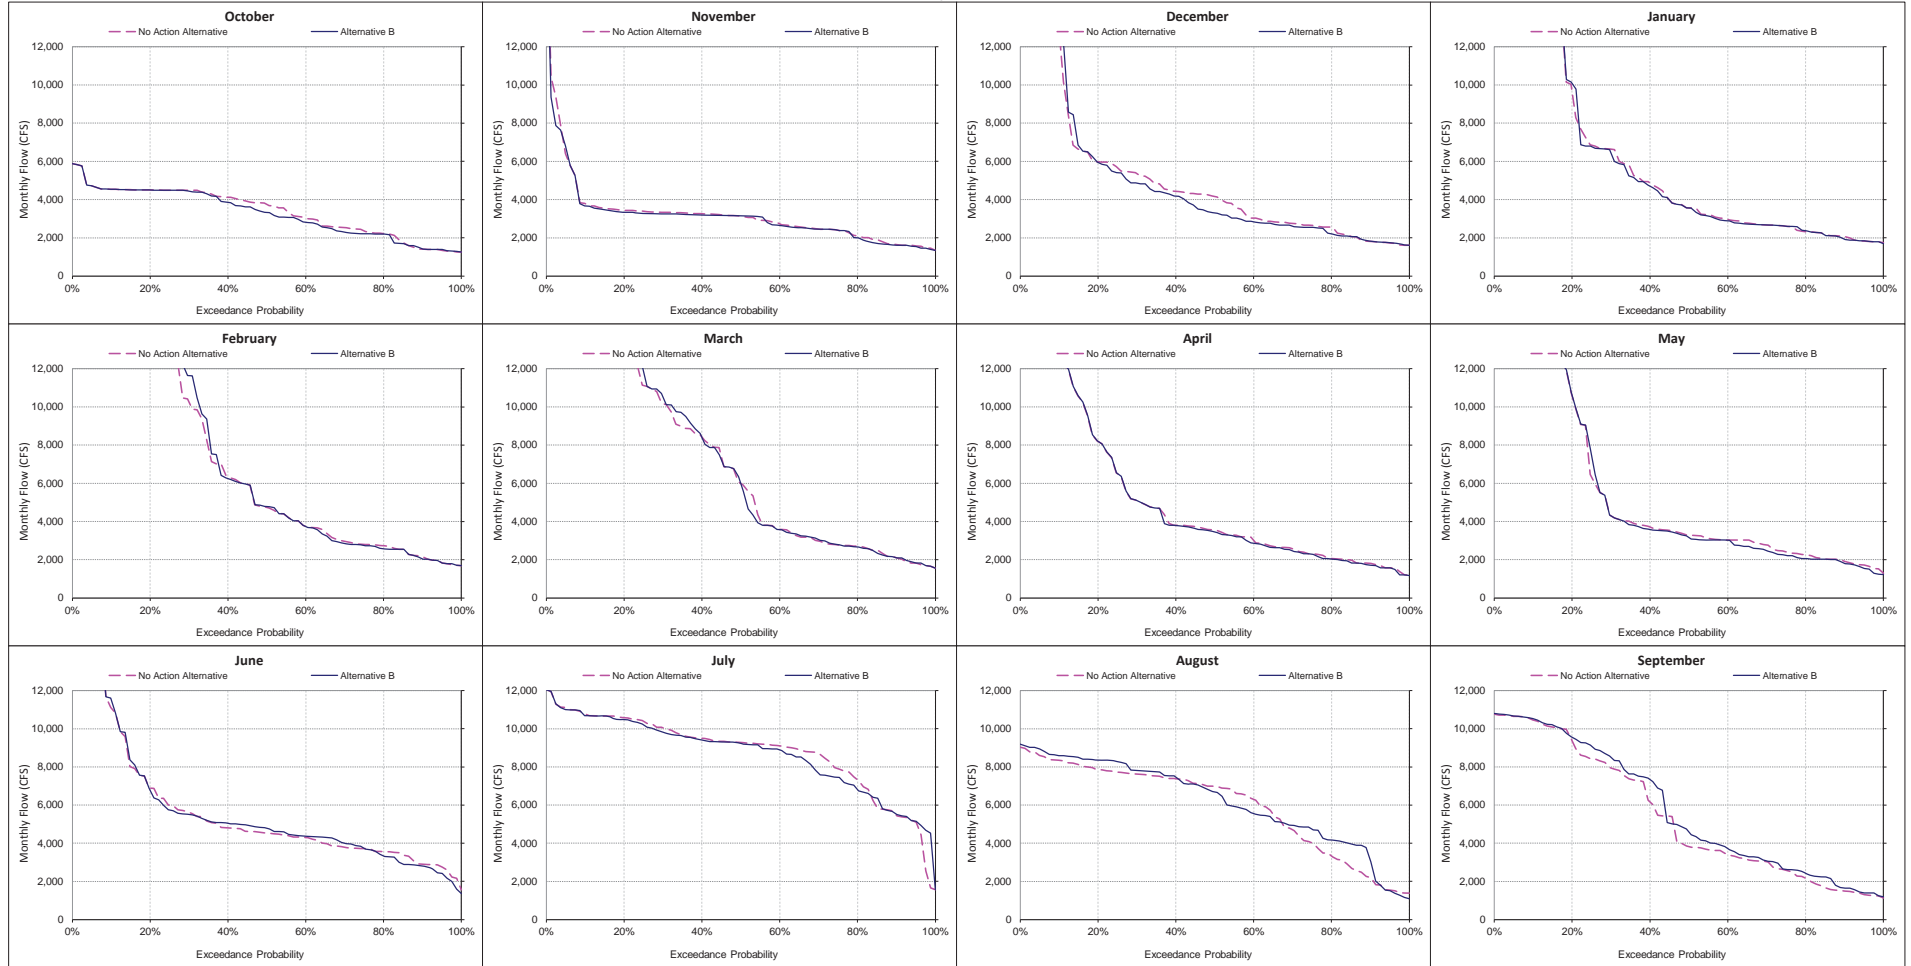 October
No Action Alternative Alternative B
Monthly Flow (CFS)
12,000
10,000
8,000
6,000
4,000
2,000
0
0% 20% 40% 60% 80% 100%
Exceedance Probability
November
No Action Alternative Alternative B
Monthly Flow (CFS)
12,000
10,000
8,000
6,000
4,000
2,000
0
0% 20% 40% 60% 80% 100%
Exceedance Probability
December
No Action Alternative Alternative B
Monthly Flow (CFS)
12,000
10,000
8,000
6,000
4,000
2,000
0
0% 20% 40% 60% 80% 100%
Exceedance Probability
January
No Action Alternative Alternative B
Monthly Flow (CFS)
12,000
10,000
8,000
6,000
4,000
2,000
0
0% 20% 40% 60% 80% 100%
Exceedance Probability
February
No Action Alternative Alternative B
Monthly Flow (CFS)
12,000
10,000
8,000
6,000
4,000
2,000
0
0% 20% 40% 60% 80% 100%
Exceedance Probability
March
No Action Alternative Alternative B
Monthly Flow (CFS)
12,000
10,000
8,000
6,000
4,000
2,000
0
0% 20% 40% 60% 80% 100%
Exceedance Probability
April
No Action Alternative Alternative B
Monthly Flow (CFS)
12,000
10,000
8,000
6,000
4,000
2,000
0
0% 20% 40% 60% 80% 100%
Exceedance Probability
May
No Action Alternative Alternative B
Monthly Flow (CFS)
12,000
10,000
8,000
6,000
4,000
2,000
0
0% 20% 40% 60% 80% 100%
Exceedance Probability
June
No Action Alternative Alternative B
Monthly Flow (CFS)
12,000
10,000
8,000
6,000
4,000
2,000
0
0% 20% 40% 60% 80% 100%
Exceedance Probability
July
No Action Alternative Alternative B
Monthly Flow (CFS)
12,000
10,000
8,000
6,000
4,000
2,000
0
0% 20% 40% 60% 80% 100%
Exceedance Probability
August
No Action Alternative Alternative B
Monthly Flow (CFS)
12,000
10,000
8,000
6,000
4,000
2,000
0
0% 20% 40% 60% 80% 100%
Exceedance Probability
September
No Action Alternative Alternative B
Monthly Flow (CFS)
12,000
10,000
8,000
6,000
4,000
2,000
0
0% 20% 40% 60% 80% 100%
Exceedance Probability